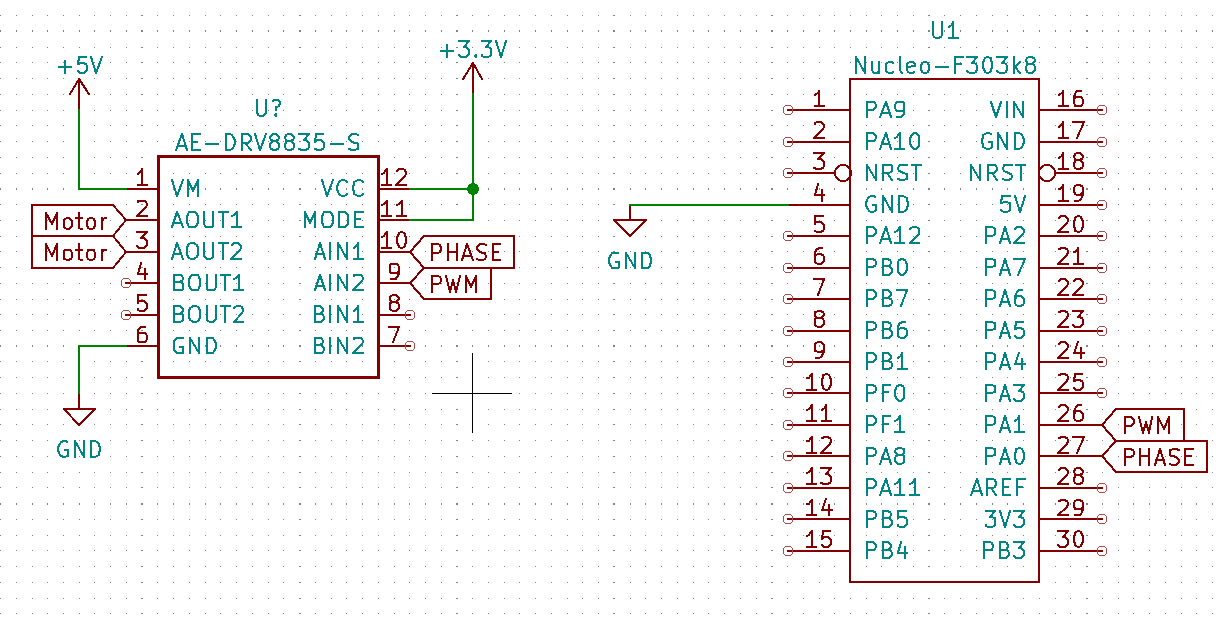 +5V
+3.3V
U?
AE-DRV8835-S
1 VM VCC 12
Motor 2 AOUT1 MODE 11
Motor 3 AOUT2 AIN1 10 PHASE
4 BOUT1 AIN2 9 PWM
5 BOUT2 BIN1 8
6 GND BIN2 7
GND
U1
Nucleo-F303k8
1 PA9 VIN 16
2 PA10 GND 17
3 NRST NRST 18
4 GND 5V 19
GND
5 PA12 PA2 20
6 PB0 PA7 21
7 PB7 PA6 22
8 PB6 PA5 23
9 PB1 PA4 24
10 PF0 PA3 25
11 PF1 PA1 26 PWM
12 PA8 PA0 27 PHASE
13 PA11 AREF 28
14 PB5 3V3 29
15 PB4 PB3 30